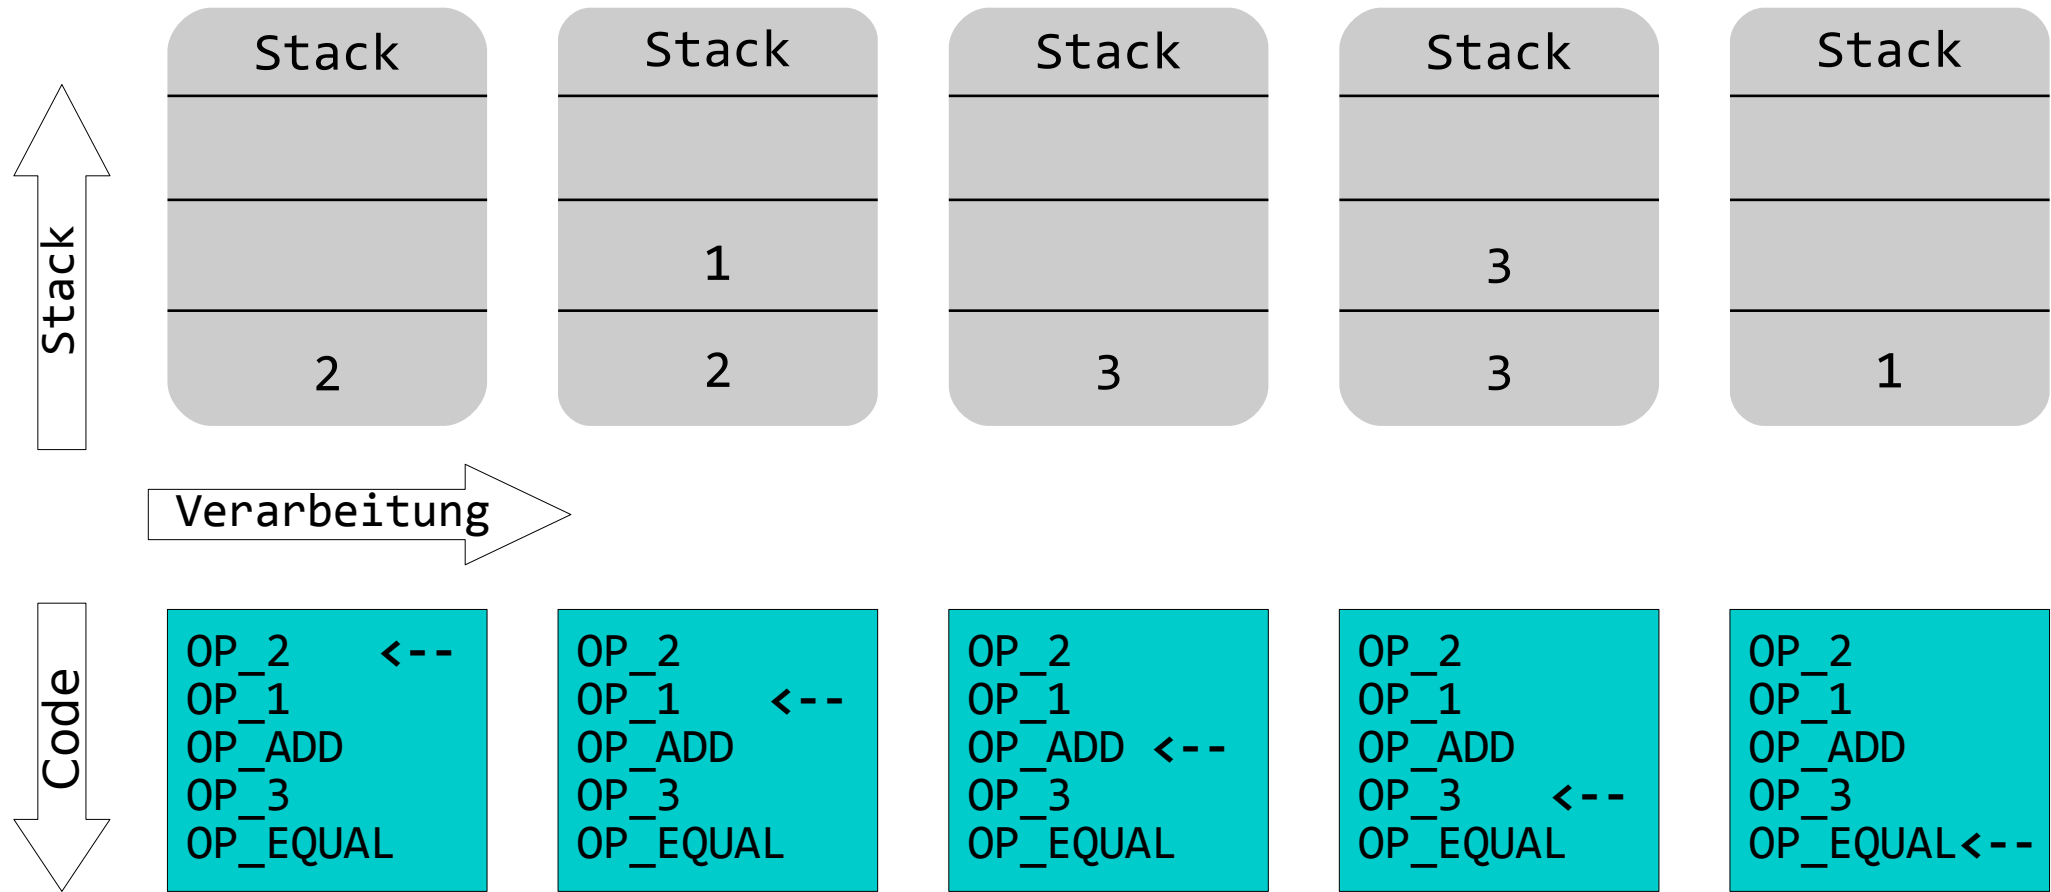 Stack
Stack
Stack
Stack
Stack
Stack
1
3
2
2
3
3
1
Verarbeitung
Code
OP_2 <--
OP_1
OP_ADD
OP_3
OP_EQUAL
OP_2
OP_1 <--
OP_ADD
OP_3
OP_EQUAL
OP_2
OP_1
OP_ADD <--
OP_3
OP_EQUAL
OP_2
OP_1
OP_ADD
OP_3 <--
OP_EQUAL
OP_2
OP_1
OP_ADD
OP_3
OP_EQUAL<--